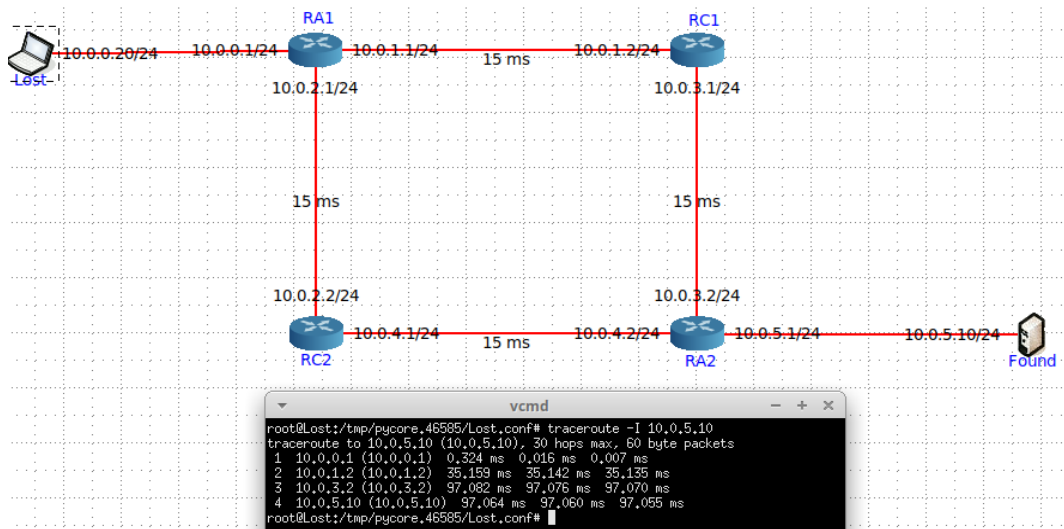 RA1
RC1
10.0.0.20/24
10.0.0.1/24
10.0.1.1/24
15 ms
10.0.1.2/24
Lost
10.0.2.1/24
10.0.3.1/24
15 ms
15 ms
10.0.2.2/24
10.0.3.2/24
10.0.4.1/24
15 ms
10.0.4.2/24
10.0.5.1/24
10.0.5.10/24
RC2
RA2
Found
vcmd
root@Lost:/tmp/pycore.46585/Lost.conf# traceroute -I 10.0.5.10
traceroute to 10.0.5.10 (10.0.5.10), 30 hops max, 60 byte packets
1 10.0.0.1 (10.0.0.1) 0.324 ms 0.016 ms 0.007 ms
2 10.0.1.2 (10.0.1.2) 35.159 ms 35.142 ms 35.135 ms
3 10.0.3.2 (10.0.3.2) 97.082 ms 97.076 ms 97.070 ms
4 10.0.5.10 (10.0.5.10) 97.064 ms 97.060 ms 97.055 ms
root@Lost:/tmp/pycore.46585/Lost.conf#